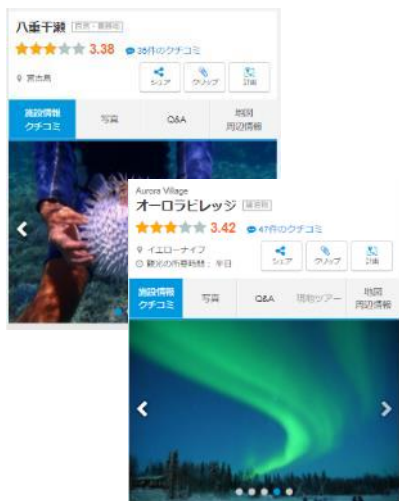 八重干瀬 自然・景勝地
3.38 35件のクチコミ
宮古島
シェア クリップ 計画
施設情報
クチコミ 写真 Q&A 地図
周辺情報
Aurora Village
オーロラビレッジ
3.42 47件のクチコミ
イエローナイフ
観光の所要時間： 半日
シェア クリップ 計画
施設情報
クチコミ 写真 Q&A 現地ツアー 地図
周辺情報